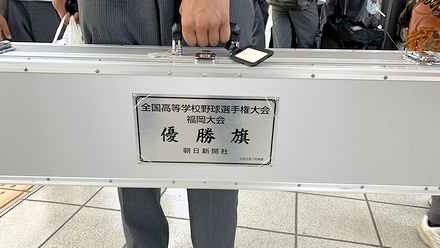 全国高等学校野球選手権大会
福岡大会
優勝旗
朝日新聞社